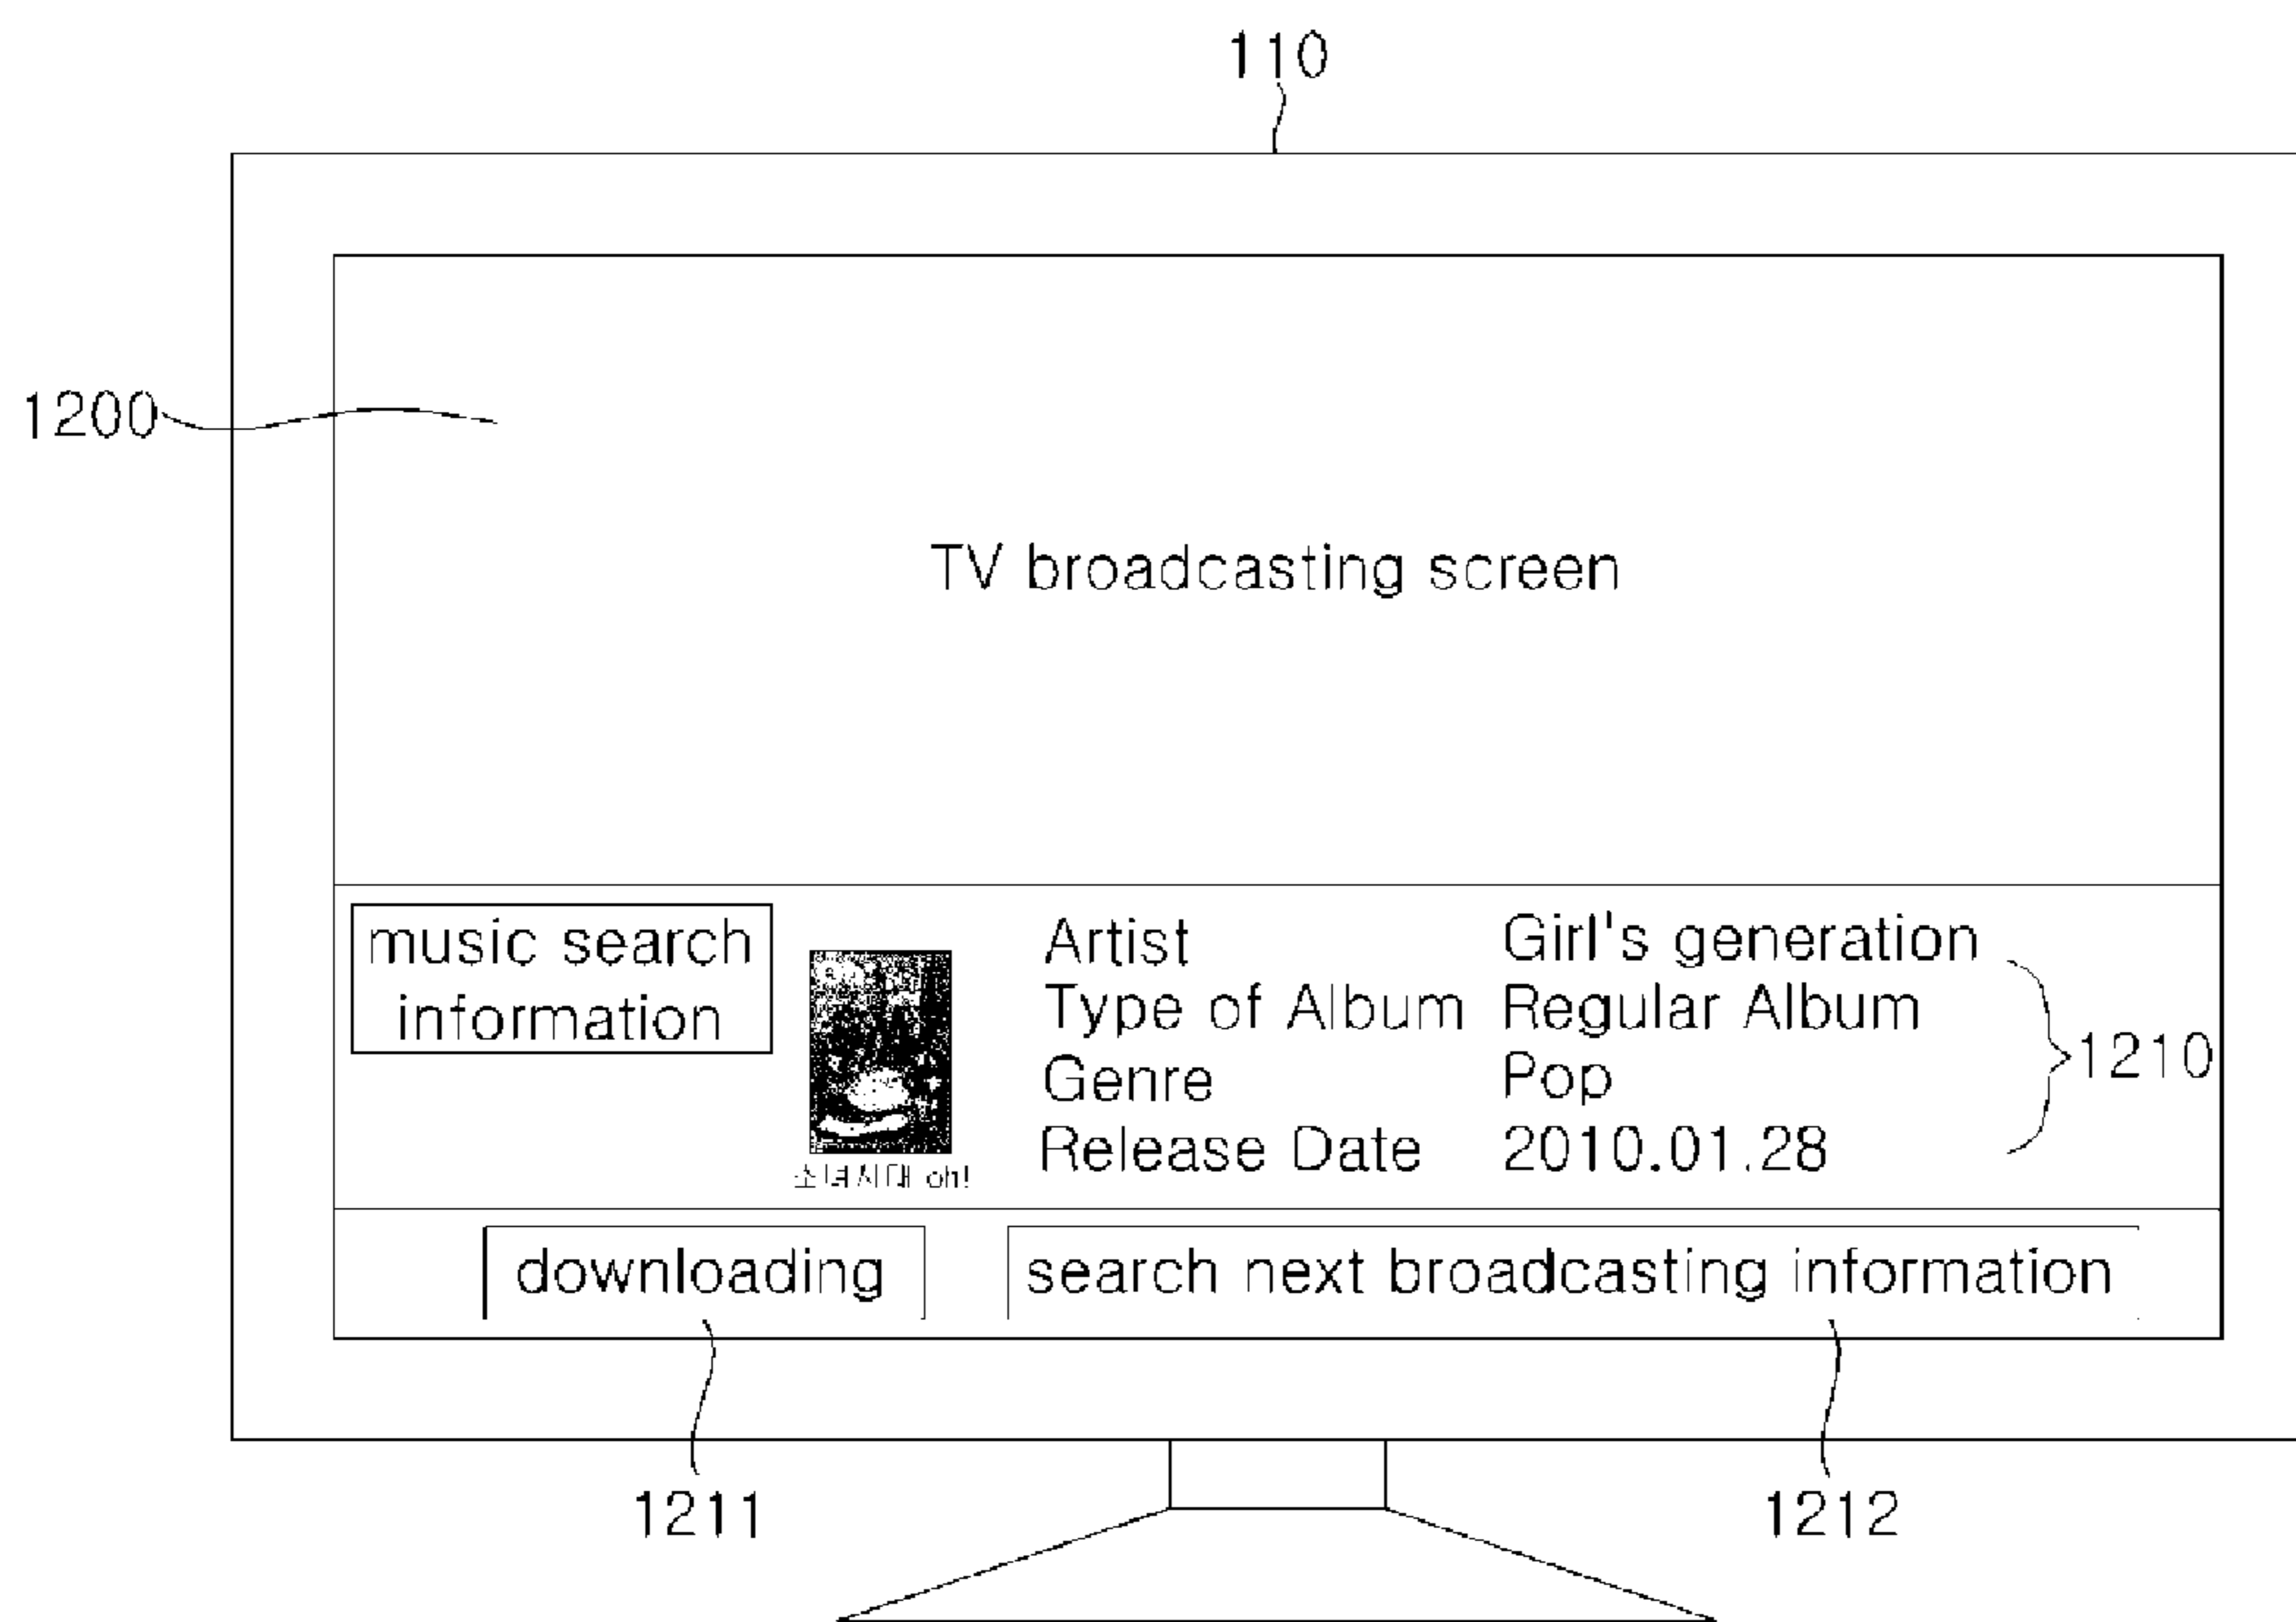 110
1200
TV broadcasting screen
music search
information
소녀시대 oh!
Artist Girl's generation
Type of Album Regular Album
Genre Pop
Release Date 2010.01.28
1210
downloading
search next broadcasting information
1211
1212